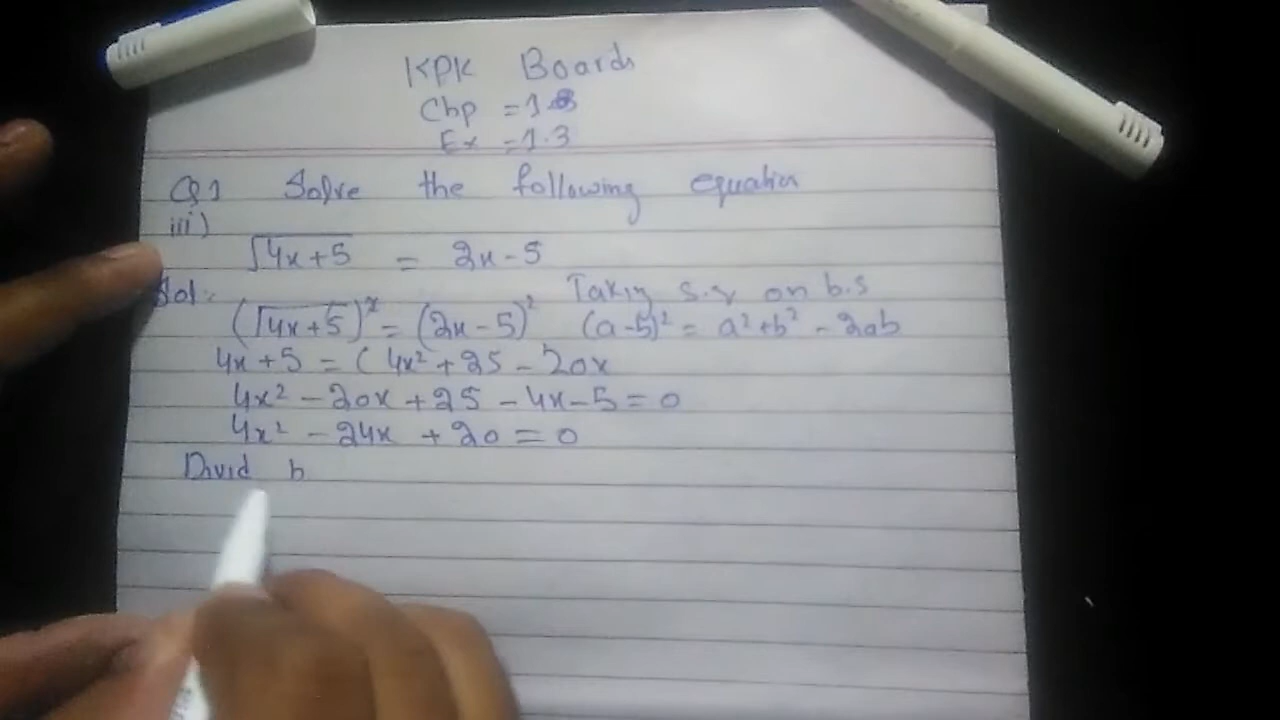 KPK Boards
Chp = 1
Ex = 1.3
Q1 Solve the following equation
iii)
√4x+5 = 2x-5
Sol:- Taking s.r on b.s
(√4x+5)² = (2x-5)² (a-b)² = a²+b² - 2ab
4x+5 = (4x²+25-20x
4x² -20x+25 -4x-5=0
4x² -24x +20=0
Divid b